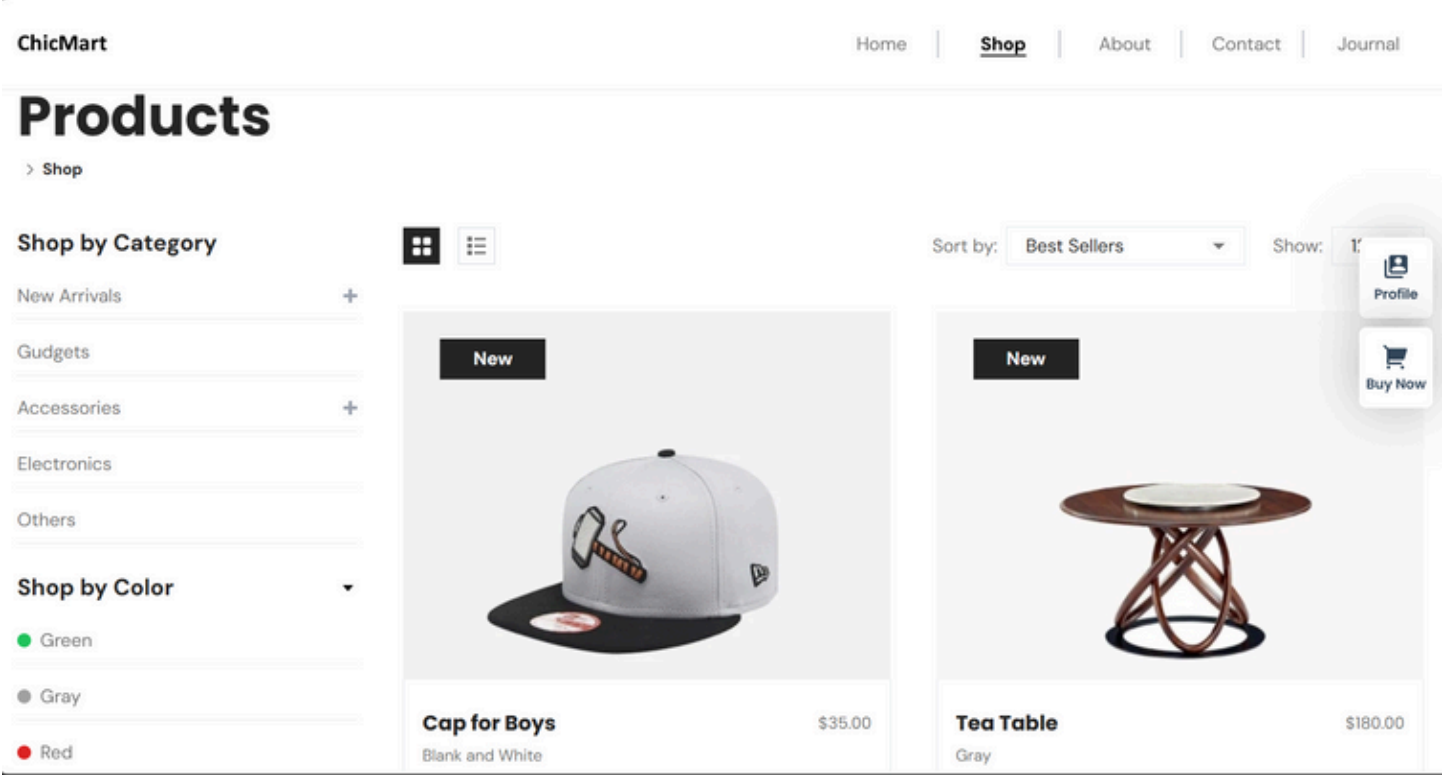 ChicMart
Home
Shop
About
Contact
Journal
Products
> Shop
Shop by Category
New Arrivals +
Gudgets
Accessories +
Electronics
Others
Shop by Color
Green
Gray
Red
Sort by: Best Sellers
Show:
Profile
Buy Now
New
Cap for Boys
$35.00
Blank and White
New
Tea Table
$180.00
Gray